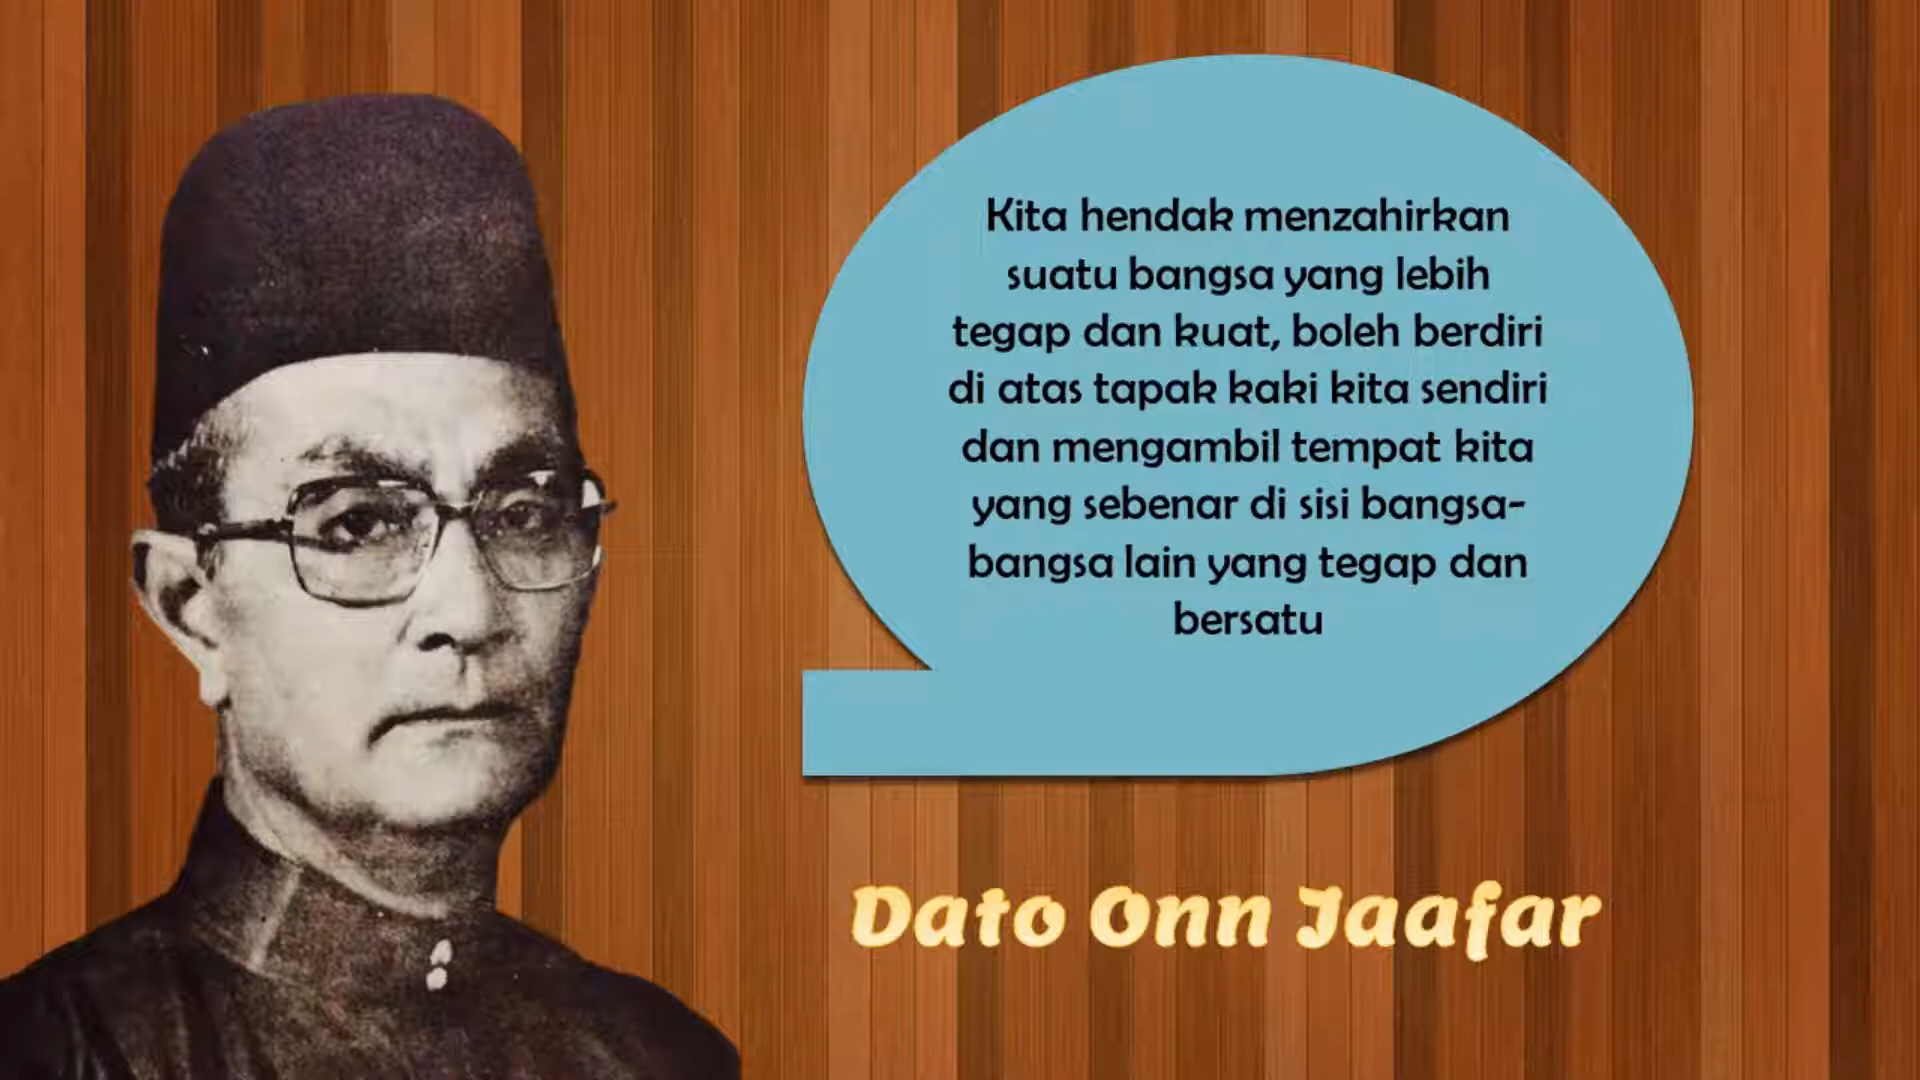 Kita hendak menzahirkan
suatu bangsa yang lebih
tegap dan kuat, boleh berdiri
di atas tapak kaki kita sendiri
dan mengambil tempat kita
yang sebenar di sisi bangsa-
bangsa lain yang tegap dan
bersatu
Dato Onn Jaafar